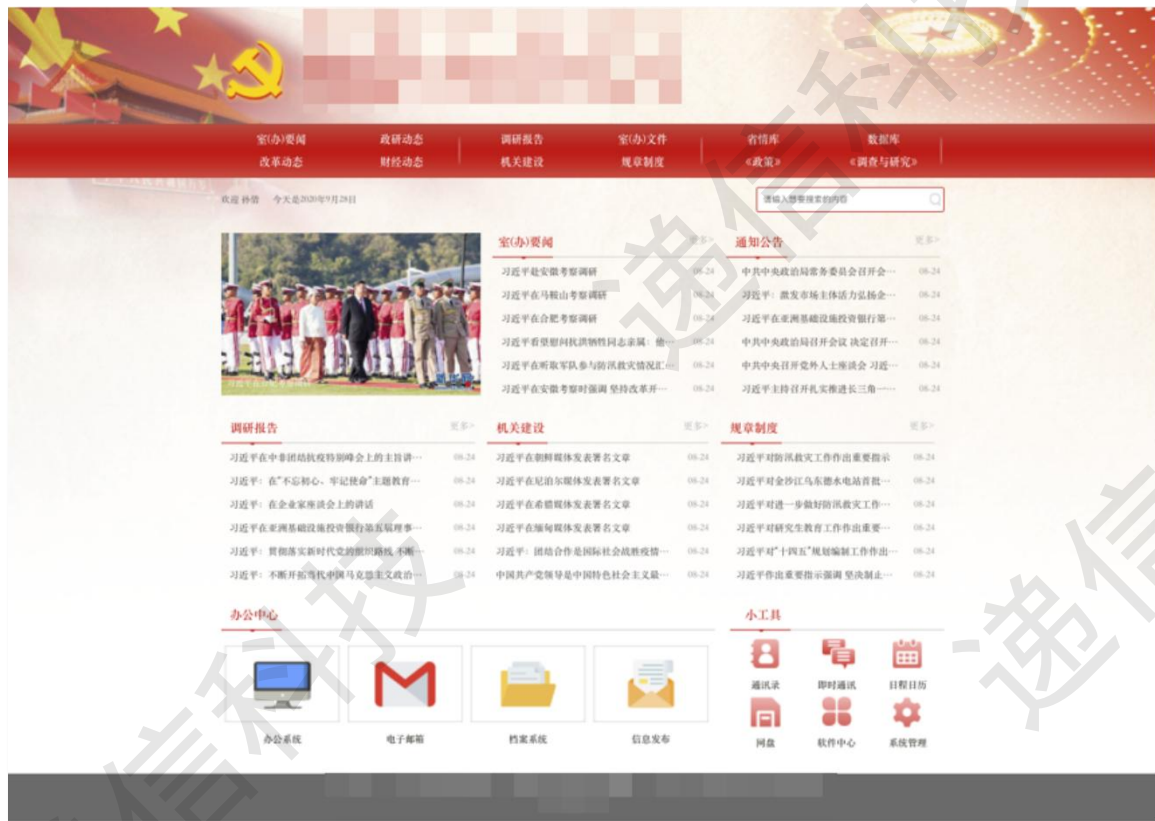 室(办)要闻 政研动态 调研报告 室(办)文件 省情库 数据库
改革动态 财经动态 机关建设 规章制度 《政策》 《调查与研究》
欢迎 孙倩 今天是2020年9月28日
请输入想要搜索的内容
室(办)要闻 更多>
习近平赴安徽考察调研 08-24
习近平在马鞍山考察调研 08-24
习近平在合肥考察调研 08-24
习近平看望慰问抗洪牺牲同志亲属：他… 08-24
习近平在听取军队参与防汛救灾情况汇… 08-24
习近平在安徽考察时强调 坚持改革开… 08-24
通知公告 更多>
中共中央政治局常务委员会召开会… 08-24
习近平：激发市场主体活力弘扬企… 08-24
习近平在亚洲基础设施投资银行第… 08-24
中共中央政治局召开会议 决定召开… 08-24
中共中央召开党外人士座谈会 习近… 08-24
习近平主持召开扎实推进长三角一… 08-24
习近平在合肥考察调研
调研报告 更多>
习近平在中非团结抗疫特别峰会上的主旨讲… 08-24
习近平：在"不忘初心、牢记使命"主题教育… 08-24
习近平：在企业家座谈会上的讲话 08-24
习近平在亚洲基础设施投资银行第五届理事… 08-24
习近平：贯彻落实新时代党的组织路线 不断… 08-24
习近平：不断开拓当代中国马克思主义政治… 08-24
机关建设 更多>
习近平在朝鲜媒体发表署名文章 08-24
习近平在尼泊尔媒体发表署名文章 08-24
习近平在希腊媒体发表署名文章 08-24
习近平在缅甸媒体发表署名文章 08-24
习近平：团结合作是国际社会战胜疫情… 08-24
中国共产党领导是中国特色社会主义最… 08-24
规章制度 更多>
习近平对防汛救灾工作作出重要指示 08-24
习近平对金沙江乌东德水电站首批… 08-24
习近平对进一步做好防汛救灾工作… 08-24
习近平对研究生教育工作作出重要… 08-24
习近平对"十四五"规划编制工作作出… 08-24
习近平作出重要指示强调 坚决制止… 08-24
办公中心
办公系统 电子邮箱 档案系统 信息发布
小工具
通讯录 即时通讯 日程日历
网盘 软件中心 系统管理
递信科技